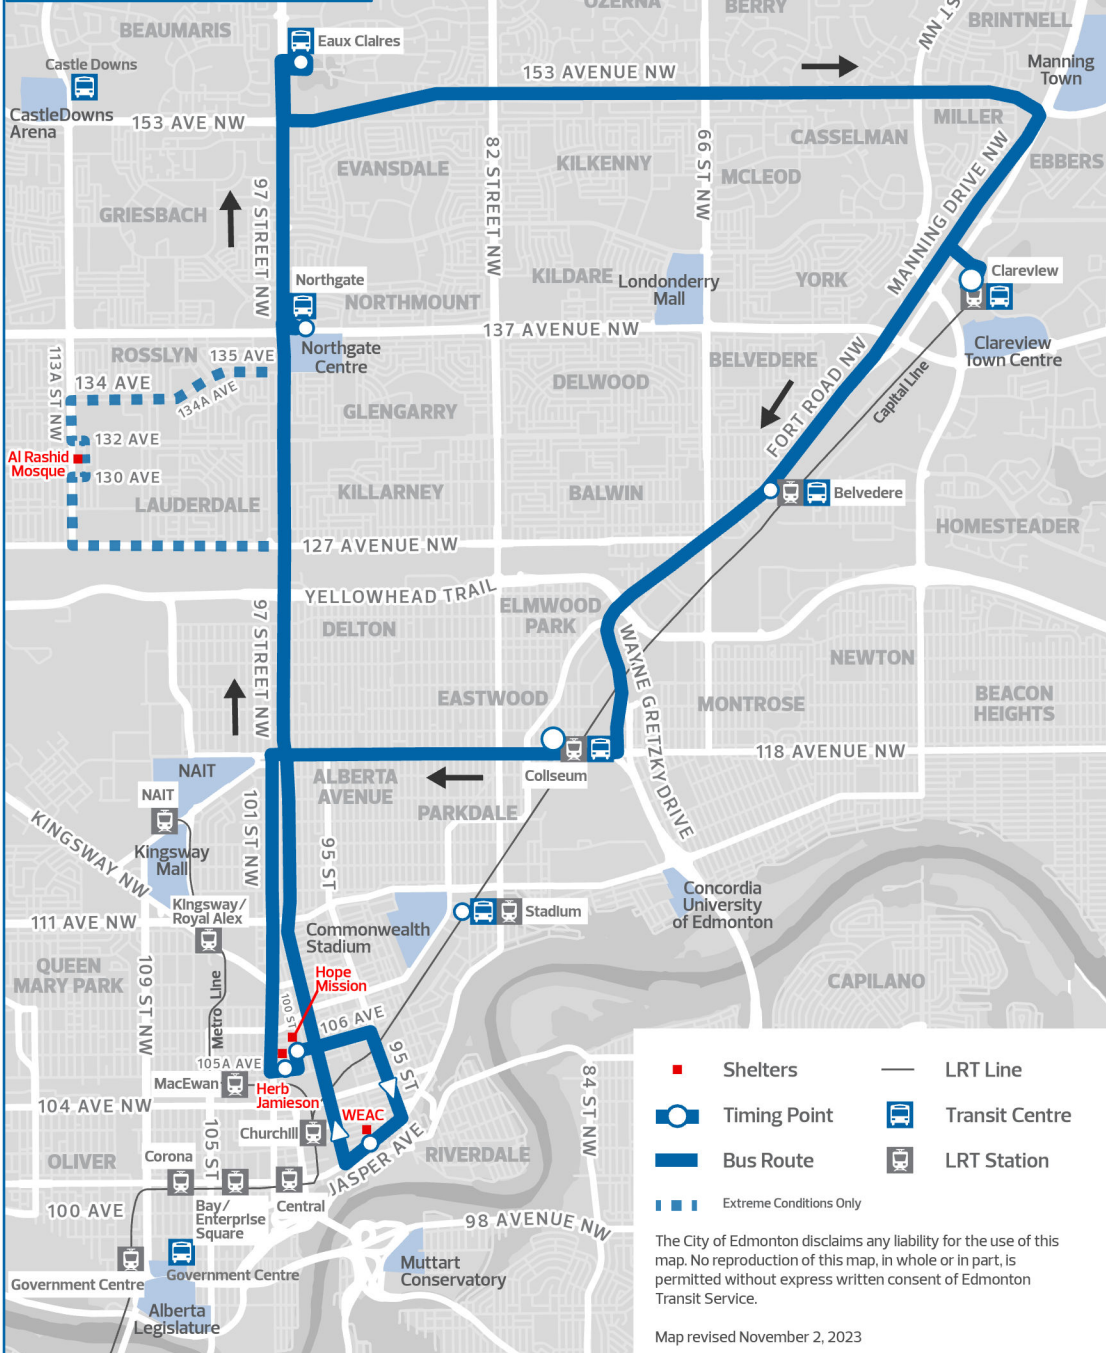 OZERNA
BERRY
BEAUMARIS
Eaux Claires
ST NW
BRINTNELL
Castle Downs
153 AVENUE NW
Manning
Town
CastleDowns
Arena
153 AVE NW
MILLER
CASSELMAN
EVANSDALE
82 STREET NW
KILKENNY
66 ST NW
MCLEOD
EBBERS
97 STREET NW
GRIESBACH
MANNING DRIVE NW
Northgate
NORTHMOUNT
KILDARE
Londonderry
Mall
YORK
Clareview
137 AVENUE NW
Northgate
Centre
ROSSLYN
135 AVE
113A ST NW
134 AVE
134A AVE
BELVEDERE
Clareview
Town Centre
DELWOOD
FORT ROAD NW
Capital Line
GLENGARRY
132 AVE
Al Rashid
Mosque
130 AVE
LAUDERDALE
KILLARNEY
BALWIN
Belvedere
HOMESTEADER
127 AVENUE NW
YELLOWHEAD TRAIL
ELMWOOD
PARK
97 STREET NW
DELTON
WAYNE GRETZKY DRIVE
NEWTON
EASTWOOD
MONTROSE
BEACON
HEIGHTS
118 AVENUE NW
NAIT
ALBERTA
AVENUE
Coliseum
NAIT
101 ST NW
PARKDALE
KINGSWAY NW
Kingsway
Mall
95 ST
Concordia
University
of Edmonton
Kingsway/
Royal Alex
111 AVE NW
Stadium
Commonwealth
Stadium
QUEEN
MARY PARK
109 ST NW
Metro Line
Hope
Mission
100 ST
106 AVE
95 ST
CAPILANO
105A AVE
MacEwan
Herb
Jamieson
104 AVE NW
WEAC
Churchill
84 ST NW
105 ST
OLIVER
Corona
JASPER AVE
RIVERDALE
100 AVE
Bay/
Enterprise
Square
Central
98 AVENUE NW
Government Centre
Government Centre
Muttart
Conservatory
Alberta
Legislature
Shelters
LRT Line
Timing Point
Transit Centre
Bus Route
LRT Station
Extreme Conditions Only
The City of Edmonton disclaims any liability for the use of this
map. No reproduction of this map, in whole or in part, is
permitted without express written consent of Edmonton
Transit Service.
Map revised November 2, 2023